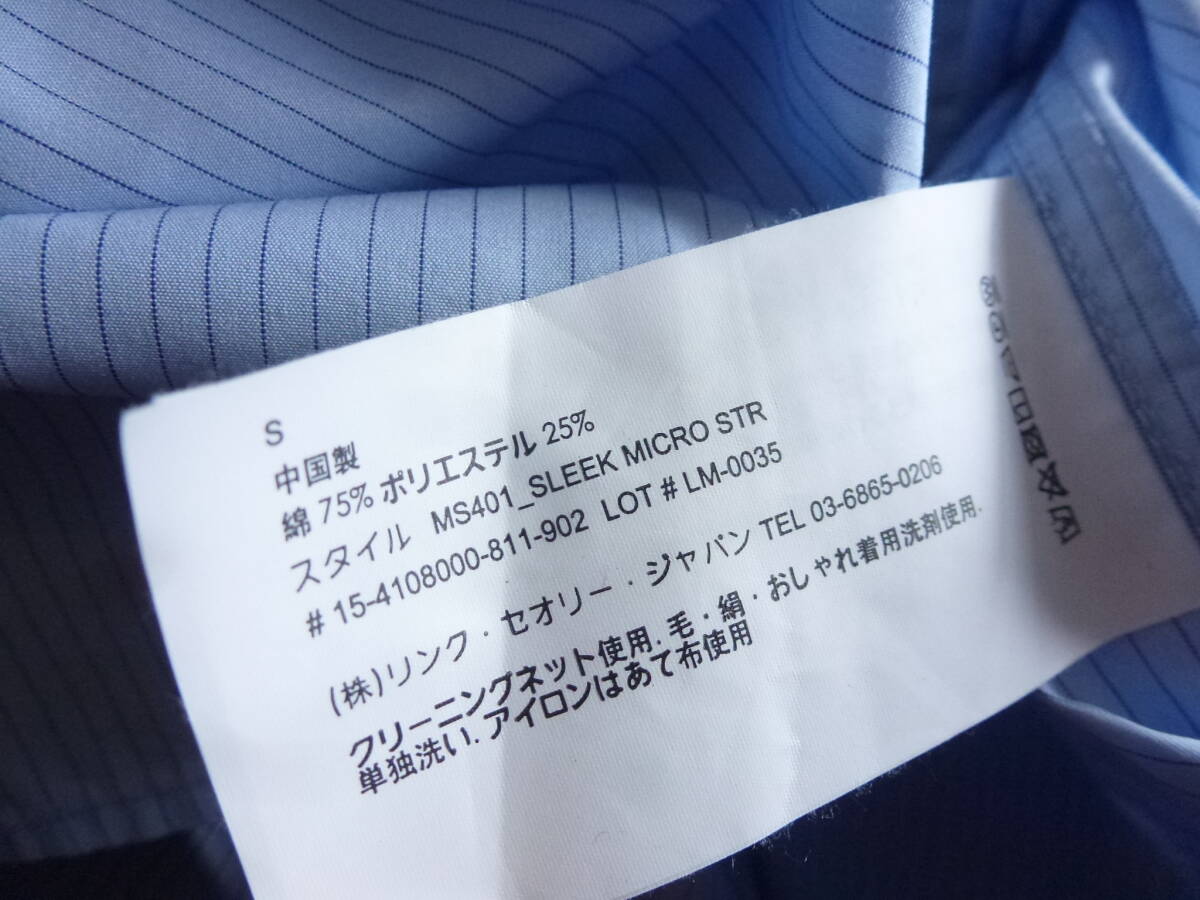 S
中国製
綿 75% ポリエステル 25%
スタイル MS401_SLEEK MICRO STR
# 15-4108000-811-902 LOT # LM-0035
(株)リンク・セオリー・ジャパン TEL 03-6865-0206
クリーニングネット使用. 毛・絹・おしゃれ着用洗剤使用.
単独洗い. アイロンはあて布使用